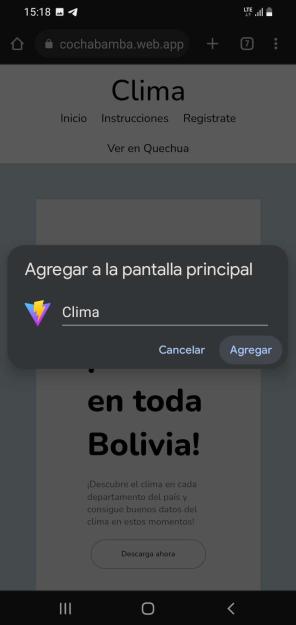 15:18
LTE
cochabamba.web.app
7
Clima
Inicio Instrucciones Registrate
Ver en Quechua
Agregar a la pantalla principal
Clima
Cancelar Agregar
en toda
Bolivia!
¡Descubre el clima en cada
departamento del país y
consigue buenos datos del
clima en estos momentos!
Descarga ahora